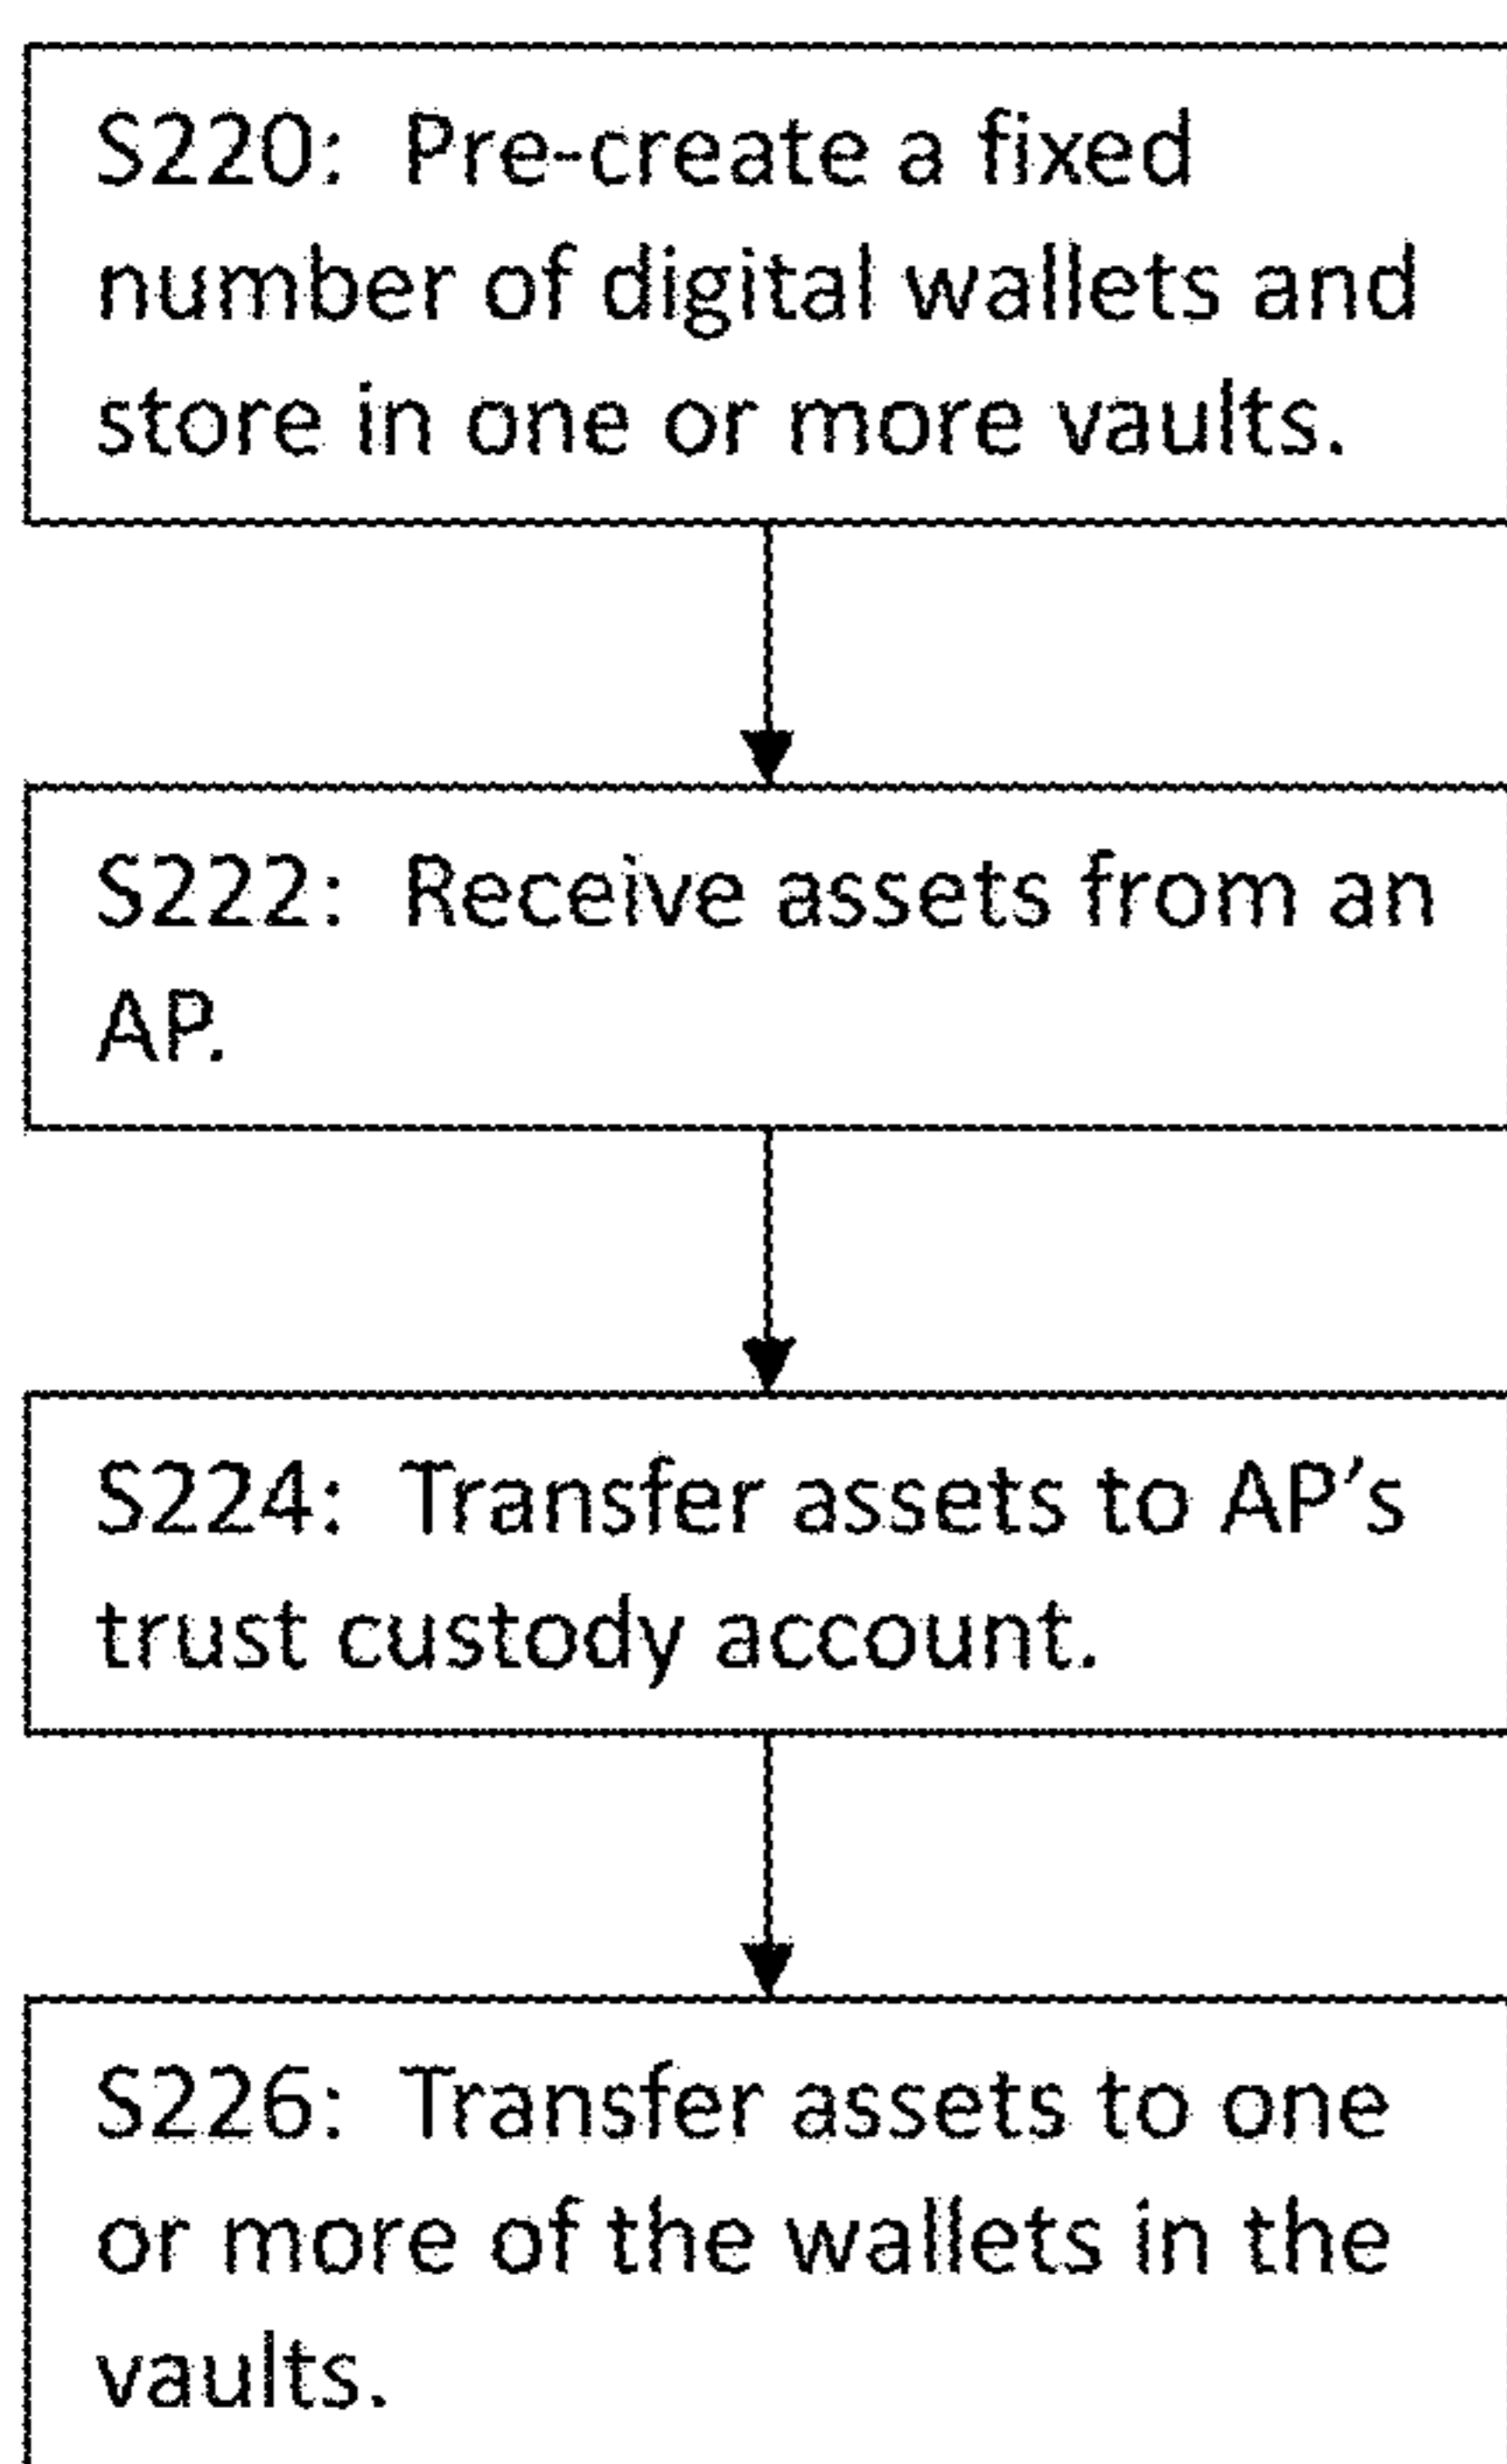 S220: Pre-create a fixed
number of digital wallets and
store in one or more vaults.
S222: Receive assets from an
AP.
S224: Transfer assets to AP’s
trust custody account.
S226: Transfer assets to one
or more of the wallets in the
vaults.